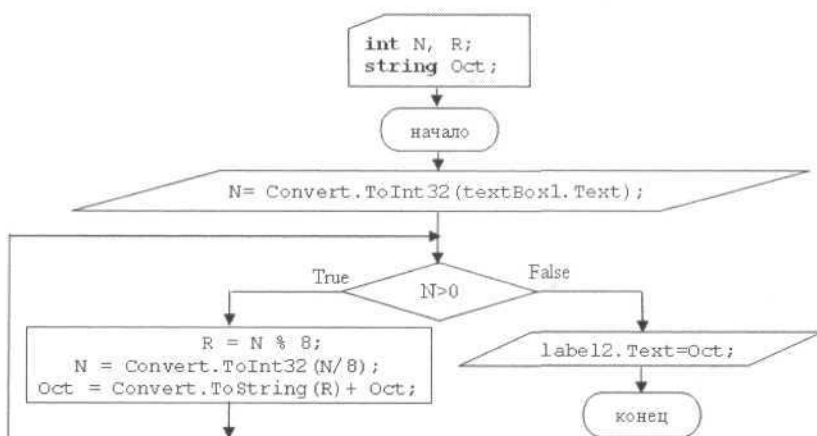 int N, R;
string Oct;
начало
N= Convert.ToInt32(textBox1.Text);
True
N>0
False
R = N % 8;
N = Convert.ToInt32(N/8);
Oct = Convert.ToString(R)+ Oct;
label2.Text=Oct;
конец